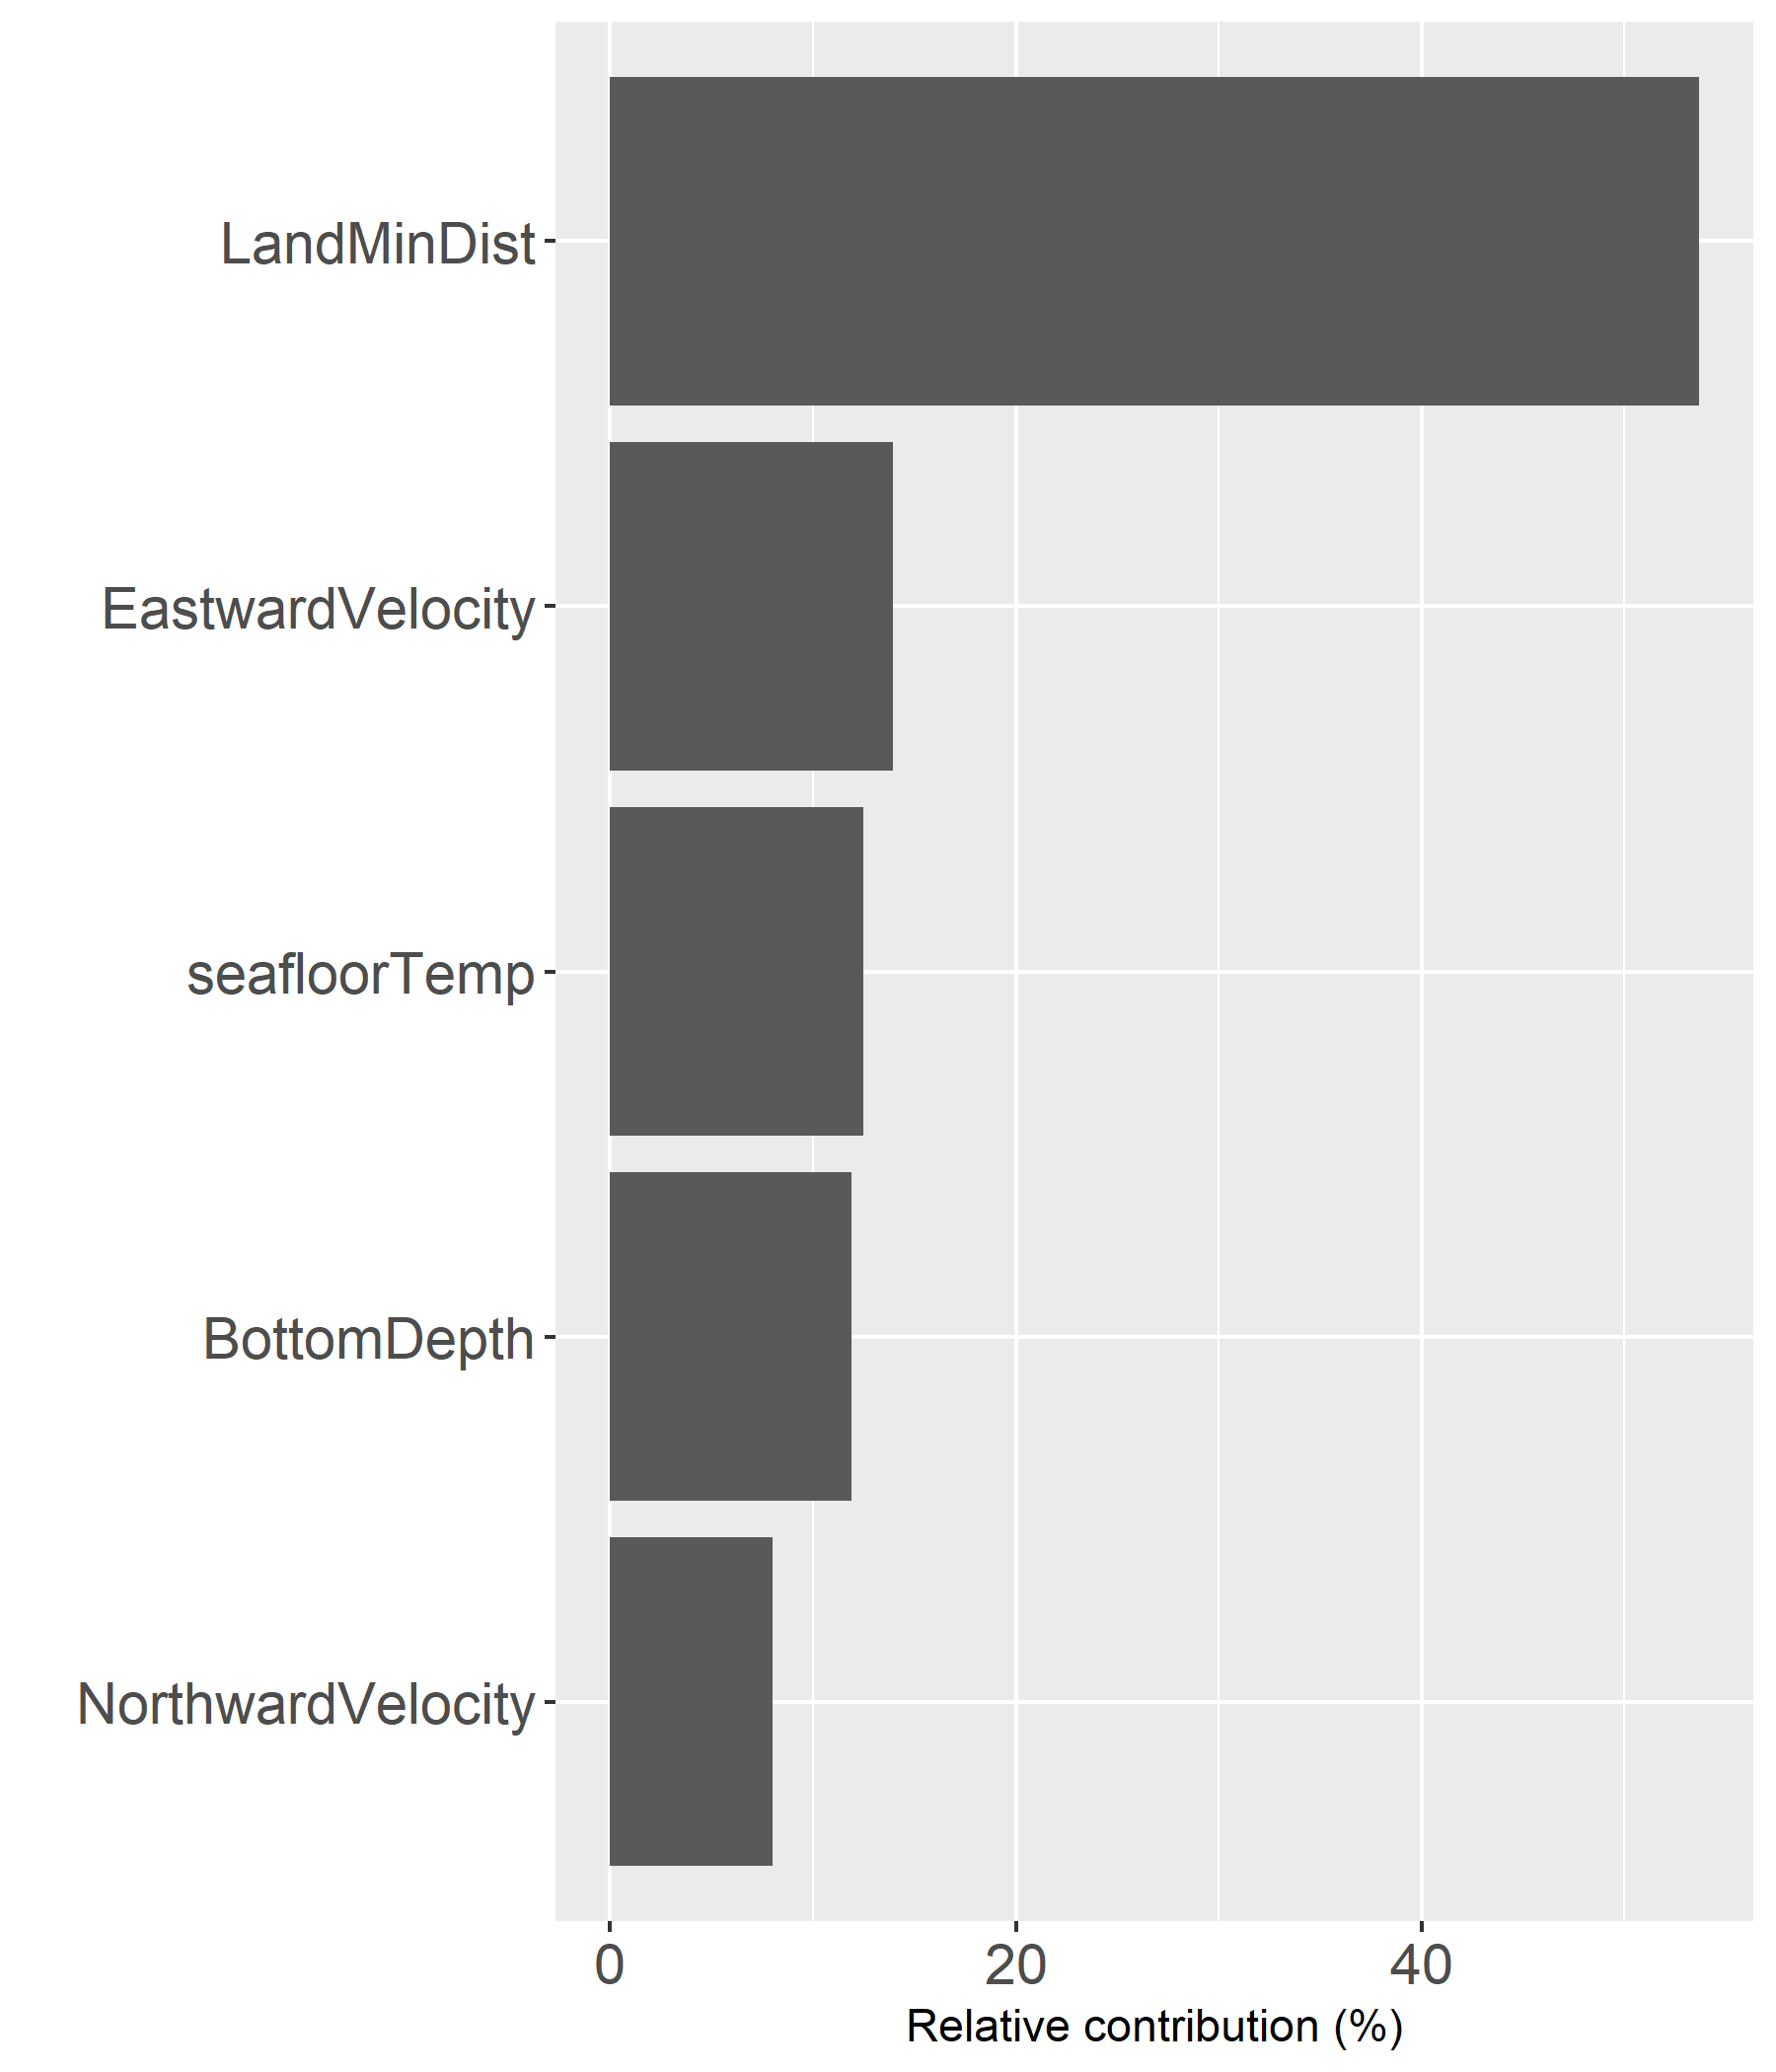 LandMinDist
EastwardVelocity
seafloorTemp
BottomDepth
NorthwardVelocity
0 20 40
Relative contribution (%)